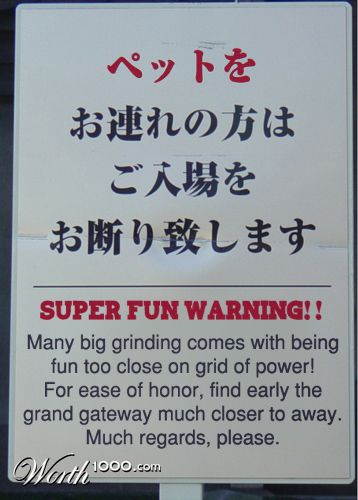 ペットを
お連れの方は
ご入場を
お断り致します
SUPER FUN WARNING!!
Many big grinding comes with being
fun too close on grid of power!
For ease of honor, find early the
grand gateway much closer to away.
Much regards, please.
Worth1000.com